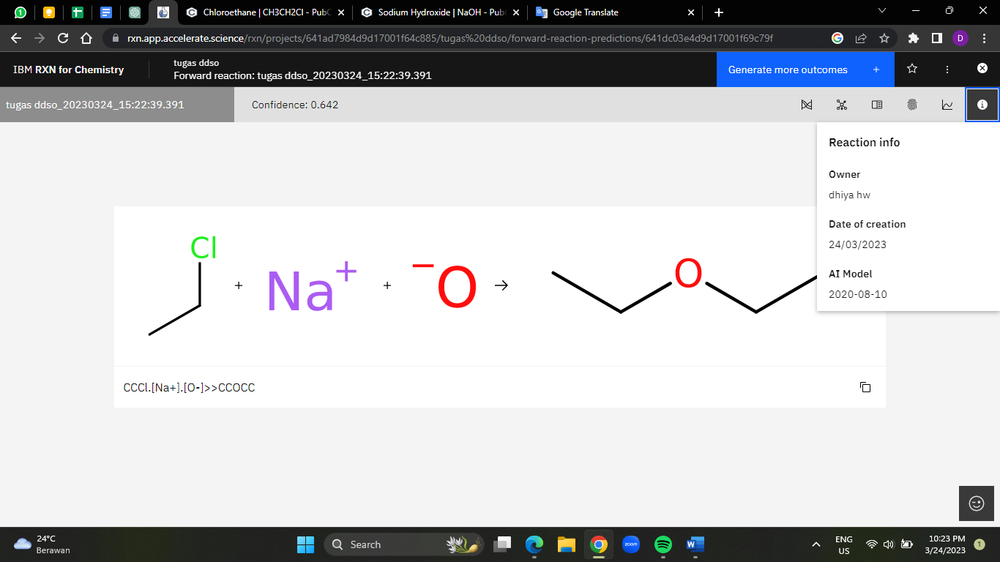 Chloroethane | CH3CH2Cl - PubC
Sodium Hydroxide | NaOH - Pub
Google Translate
rxn.app.accelerate.science/rxn/projects/641ad7984d9d17001f64c885/tugas%20ddso/forward-reaction-predictions/641dc03e4d9d17001f69c79f
D
IBM RXN for Chemistry
tugas ddso
Forward reaction: tugas ddso_20230324_15:22:39.391
Generate more outcomes +
tugas ddso_20230324_15:22:39.391
Confidence: 0.642
Reaction info
Owner
dhiya hw
Date of creation
24/03/2023
AI Model
2020-08-10
Cl
+ Na+ + −O → O
CCCl.[Na+].[O-]>>CCOCC
24°C
Berawan
Search
zoom
W
ENG
US
10:23 PM
3/24/2023
1